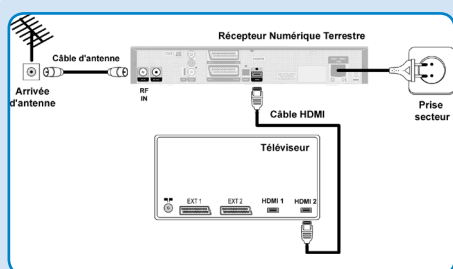 Récepteur Numérique Terrestre
Câble d'antenne
Arrivée
d'antenne
RF
IN
Prise
secteur
Câble HDMI
Téléviseur
EXT 1
EXT 2
HDMI 1
HDMI 2